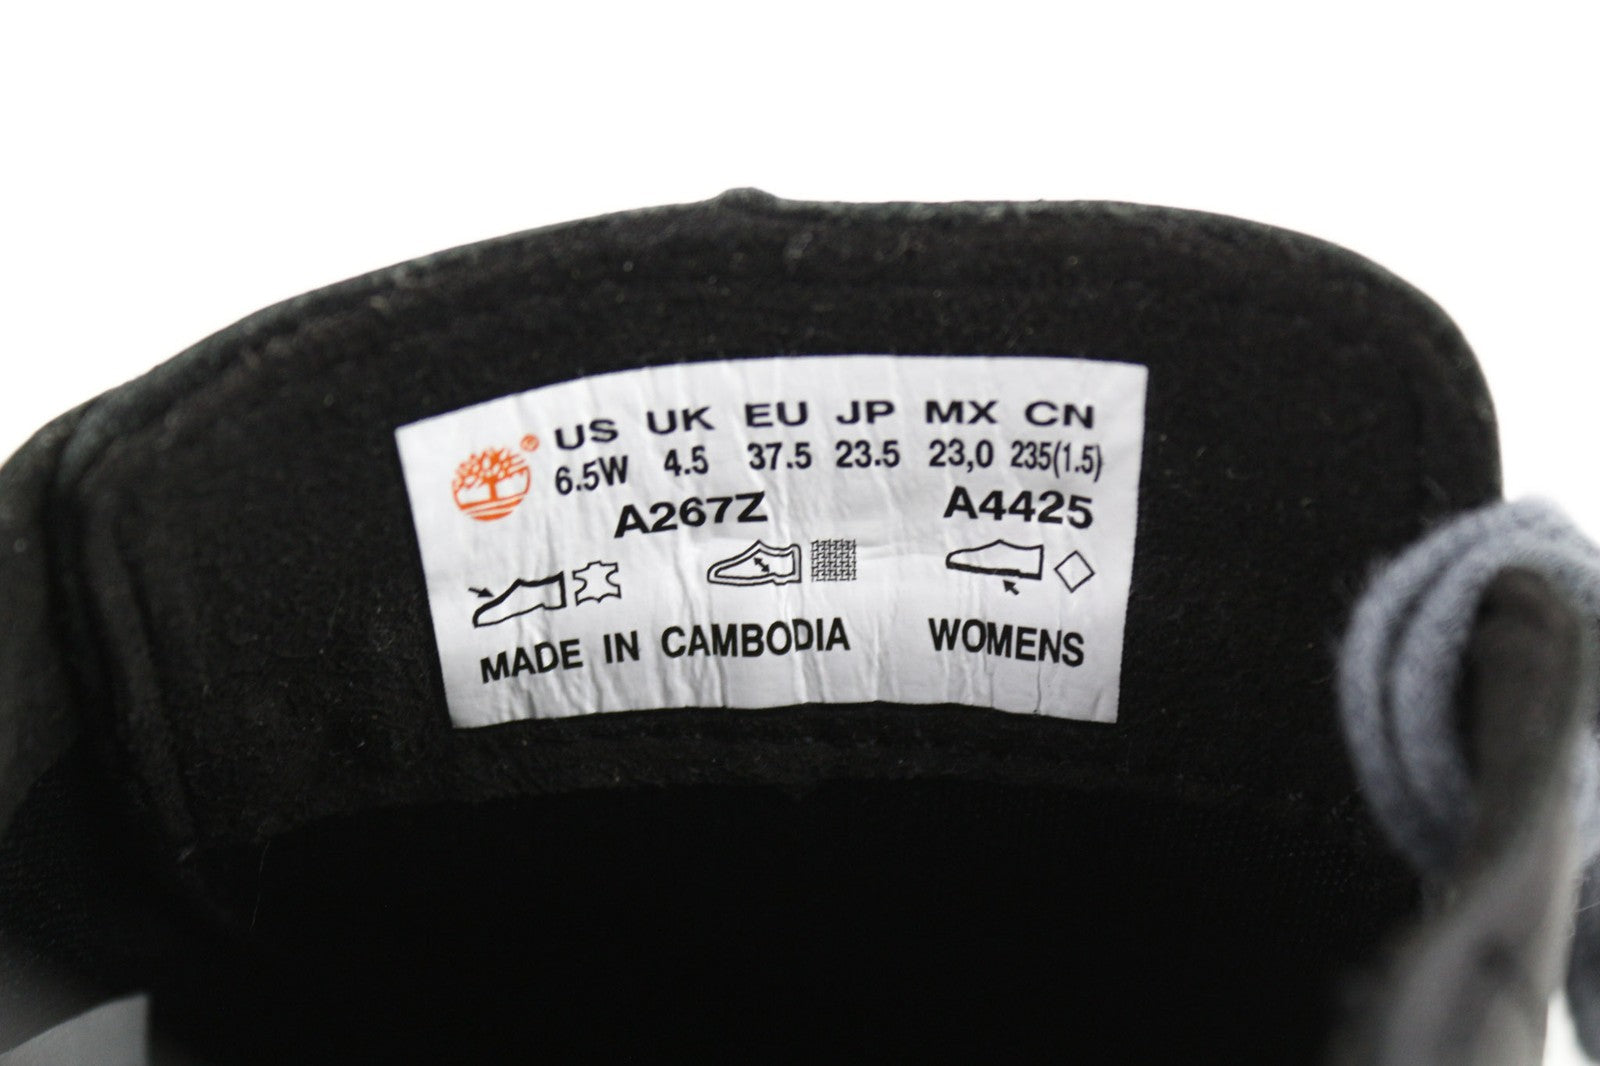 US UK EU JP MX CN
6.5W 4.5 37.5 23.5 23,0 235(1.5)
A267Z A4425
MADE IN CAMBODIA WOMENS